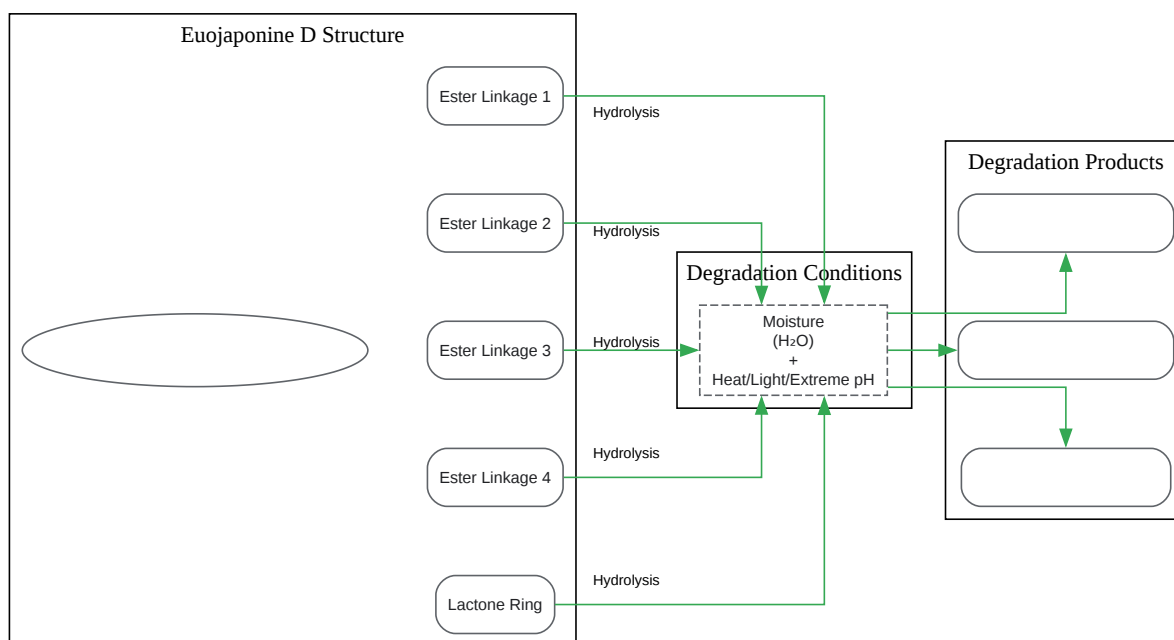 Euojaponine D Structure
Ester Linkage 1
Hydrolysis
Ester Linkage 2
Hydrolysis
Ester Linkage 3
Hydrolysis
Ester Linkage 4
Hydrolysis
Lactone Ring
Hydrolysis
Degradation Conditions
Moisture
(H₂O)
+
Heat/Light/Extreme pH
Degradation Products